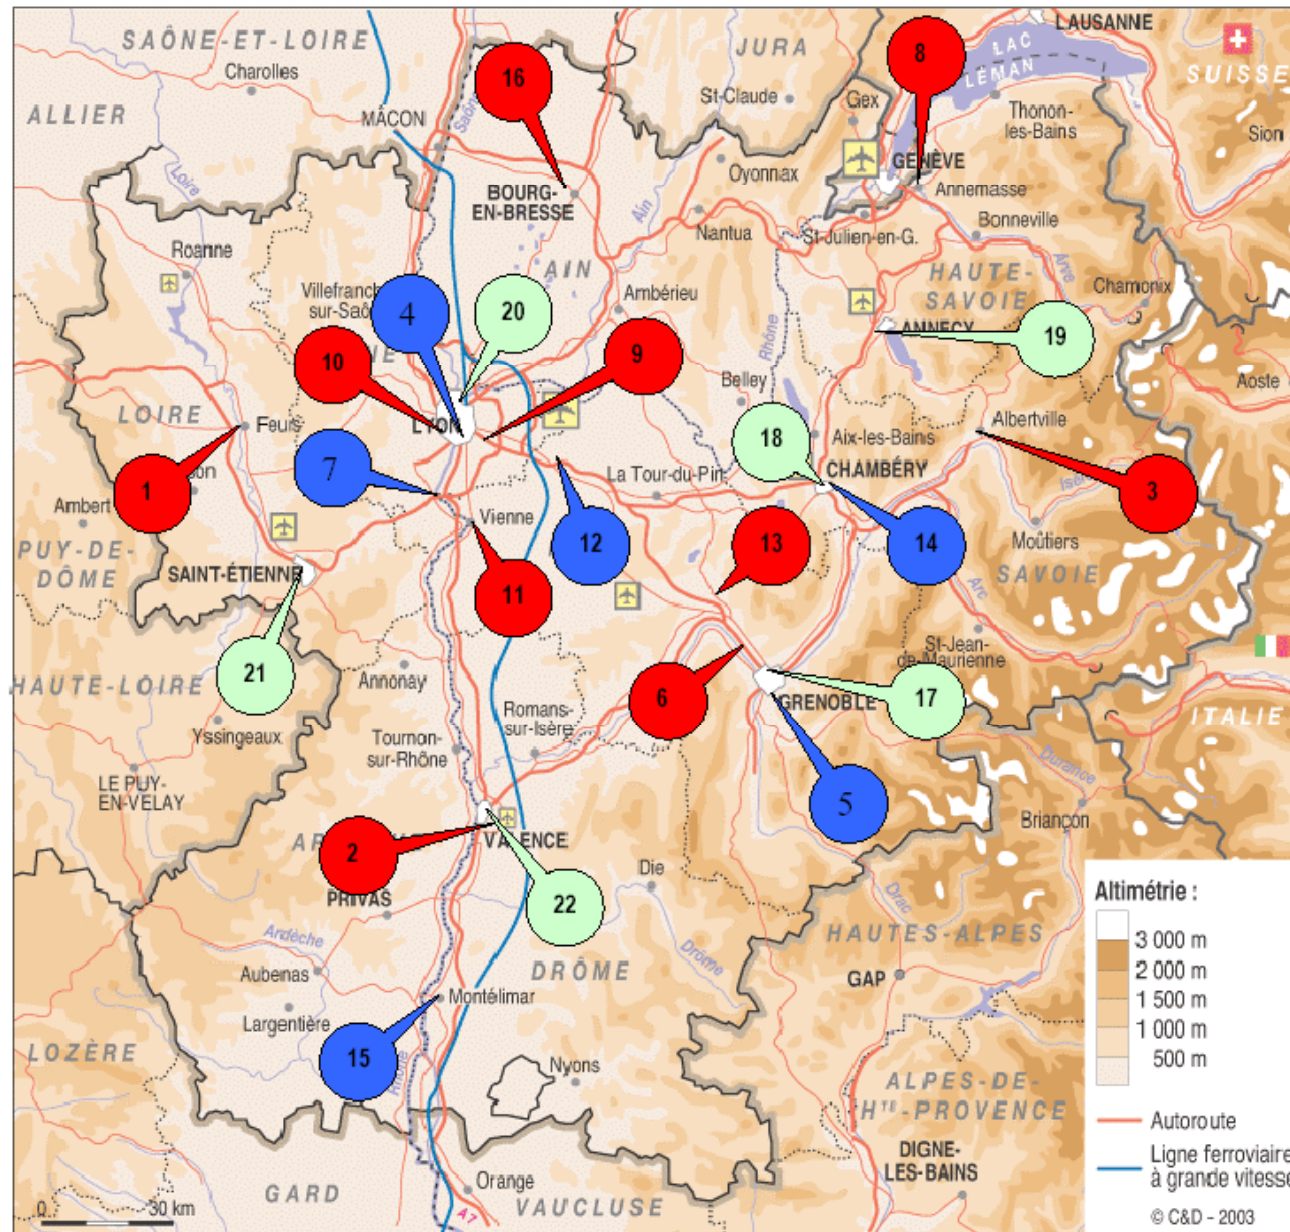 LAUSANNE
SAÔNE-ET-LOIRE
JURA
LAC
LÉMAN
SUISSE
Charolles
16
8
St-Claude
Gex
Thonon-
les-Bains
ALLIER
MÂCON
Saône
Sion
GENÈVE
Oyonnax
Annemasse
Loire
BOURG-
EN-BRESSE
Ain
Bonneville
Nantua
St-Julien-en-G.
Roanne
AIN
HAUTE-
SAVOIE
Arve
Chamonix
Villefranch
sur-Saô
4
20
Ambérieu
Rhône
ANNECY
19
10
9
Belley
Aoste
LOIRE
Feurs
LYON
Albertville
18
Aix-les-Bains
CHAMBÉRY
7
La Tour-du-Pin
1
on
3
Isè
Ambert
Vienne
12
13
14
Moûtiers
PUY-DE-
DÔME
SAINT-ÉTIENNE
SAVOIE
11
Arc
St-Jean-
de-Maurienne
21
HAUTE-LOIRE
Annonay
6
GRENOBLE
17
Romans-
sur-Isère
ITALIE
Yssingeaux
Tournon-
sur-Rhône
Durance
LE PUY-
EN-VELAY
5
Briançon
AR
2
VALENCE
Die
PRIVAS
22
Drac
Ardèche
HAUTES-ALPES
Drôme
Aubenas
DRÔME
GAP
Montélimar
Largentière
LOZÈRE
15
Rhône
Nyons
ALPES-DE-
HTE-PROVENCE
DIGNE-
LES-BAINS
Orange
GARD
VAUCLUSE
A7
0 30 km
Altimétrie :
3 000 m
2 000 m
1 500 m
1 000 m
500 m
Autoroute
Ligne ferroviaire
à grande vitesse
© C&D - 2003